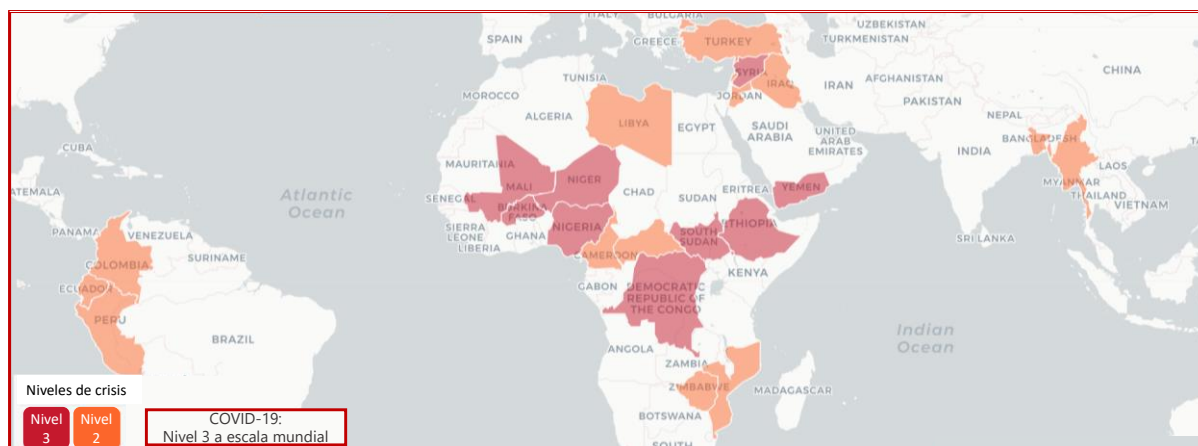 ITALY
BULGARIA
UZBEKISTAN
SPAIN
GREECE
TURKEY
TURKMENISTAN
TUNISIA
SYRIA
CHINA
MOROCCO
IRAQ
IRAN
AFGHANISTAN
JORDAN
ALGERIA
PAKISTAN
LIBYA
EGYPT
NEPAL
SAUDI
ARABIA
UNITED
ARAB
EMIRATES
BANGLADESH
CUBA
INDIA
MAURITANIA
LAOS
MALI
NIGER
MYANMAR
ATEMALA
Atlantic
Ocean
CHAD
ERITREA
YEMEN
THAILAND
SENEGAL
SUDAN
VIETNAM
BURKINA
FASO
NIGERIA
ETHIOPIA
PANAMA
VENEZUELA
SIERRA
LEONE
GHANA
SOUTH
SUDAN
SRI LANKA
LIBERIA
SURINAME
CAMEROON
COLOMBIA
KENYA
ECUADOR
GABON
DEMOCRATIC
REPUBLIC OF
THE CONGO
PERU
Indian
Ocean
BRAZIL
ANGOLA
ZAMBIA
ZIMBABWE
MADAGASCAR
BOTSWANA
SOUTH
Niveles de crisis
Nivel
3
Nivel
2
COVID-19:
Nivel 3 a escala mundial